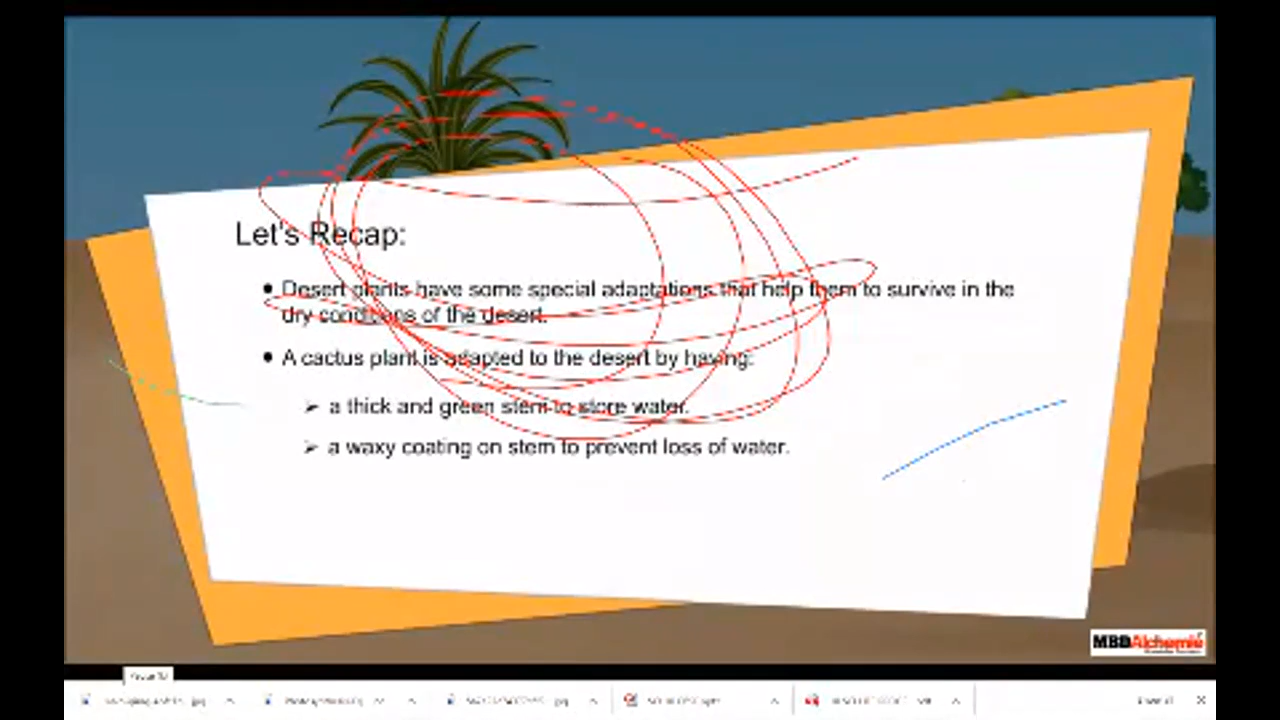 Let's Recap:
● Desert plants have some special adaptations that help them to survive in the
dry conditions of the desert.
● A cactus plant is adapted to the desert by having:
➢ a thick and green stem to store water.
➢ a waxy coating on stem to prevent loss of water.
MBDAlchemie